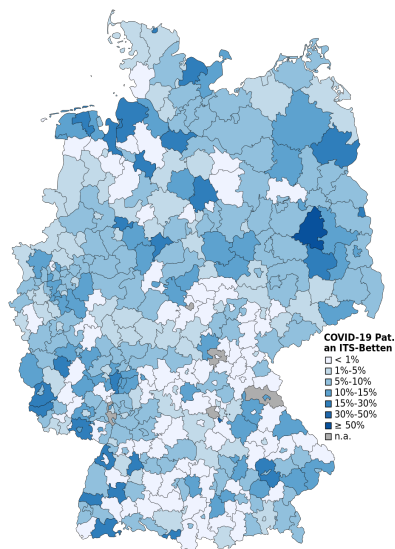 COVID-19 Pat.
an ITS-Betten
< 1%
1%-5%
5%-10%
10%-15%
15%-30%
30%-50%
≥ 50%
n.a.